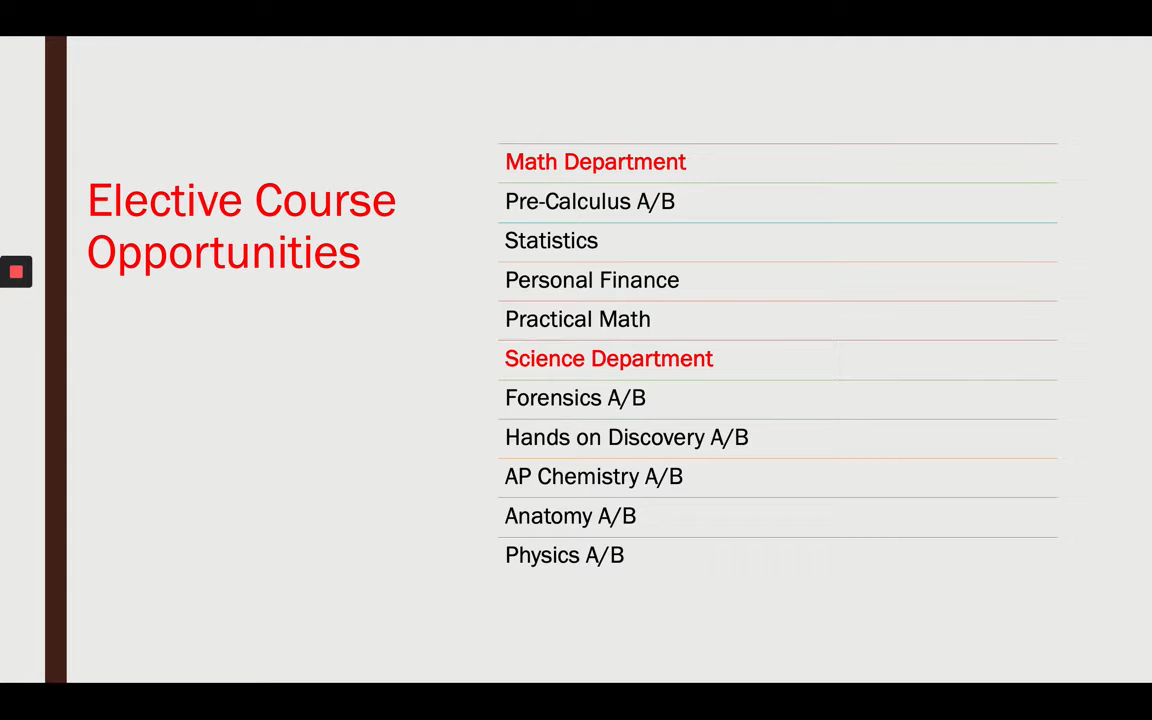 Elective Course
Opportunities
Math Department
Pre-Calculus A/B
Statistics
Personal Finance
Practical Math
Science Department
Forensics A/B
Hands on Discovery A/B
AP Chemistry A/B
Anatomy A/B
Physics A/B